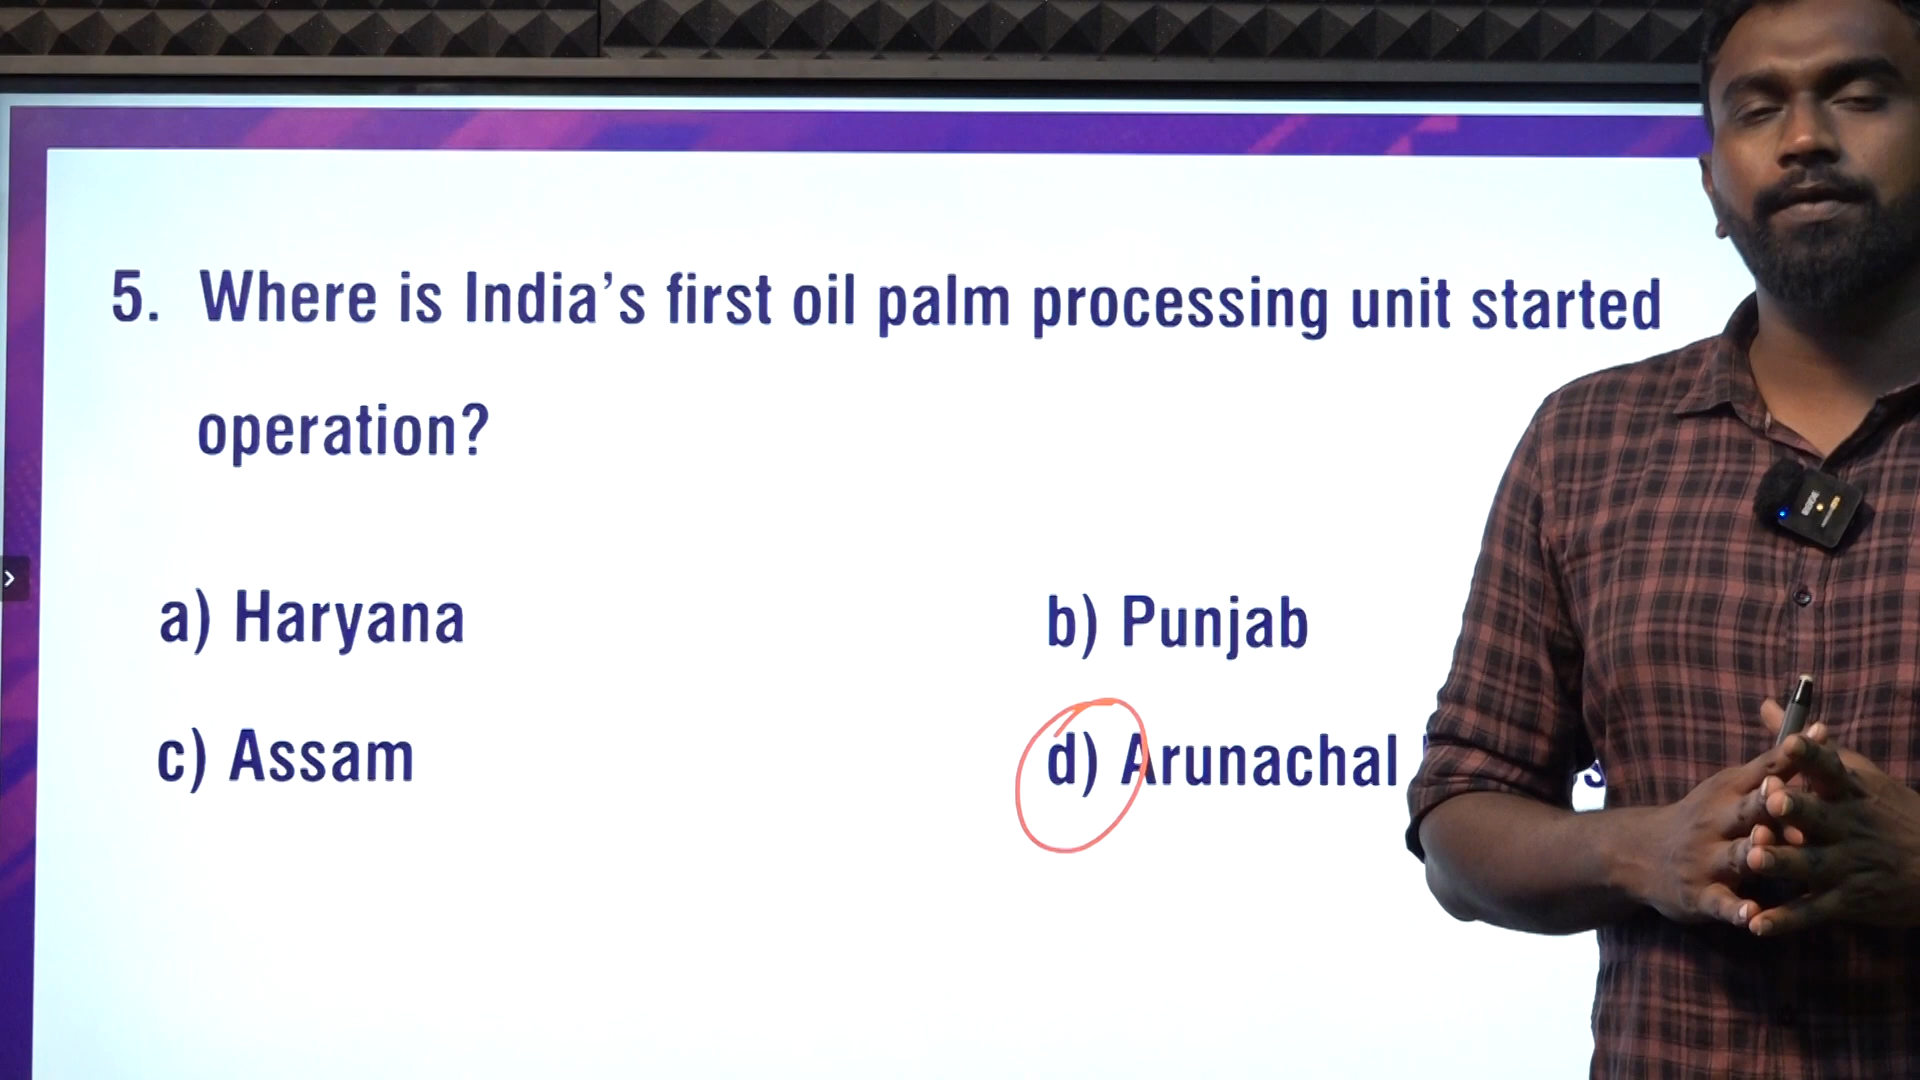 5. Where is India's first oil palm processing unit started
operation?
a) Haryana
b) Punjab
c) Assam
d) Arunachal